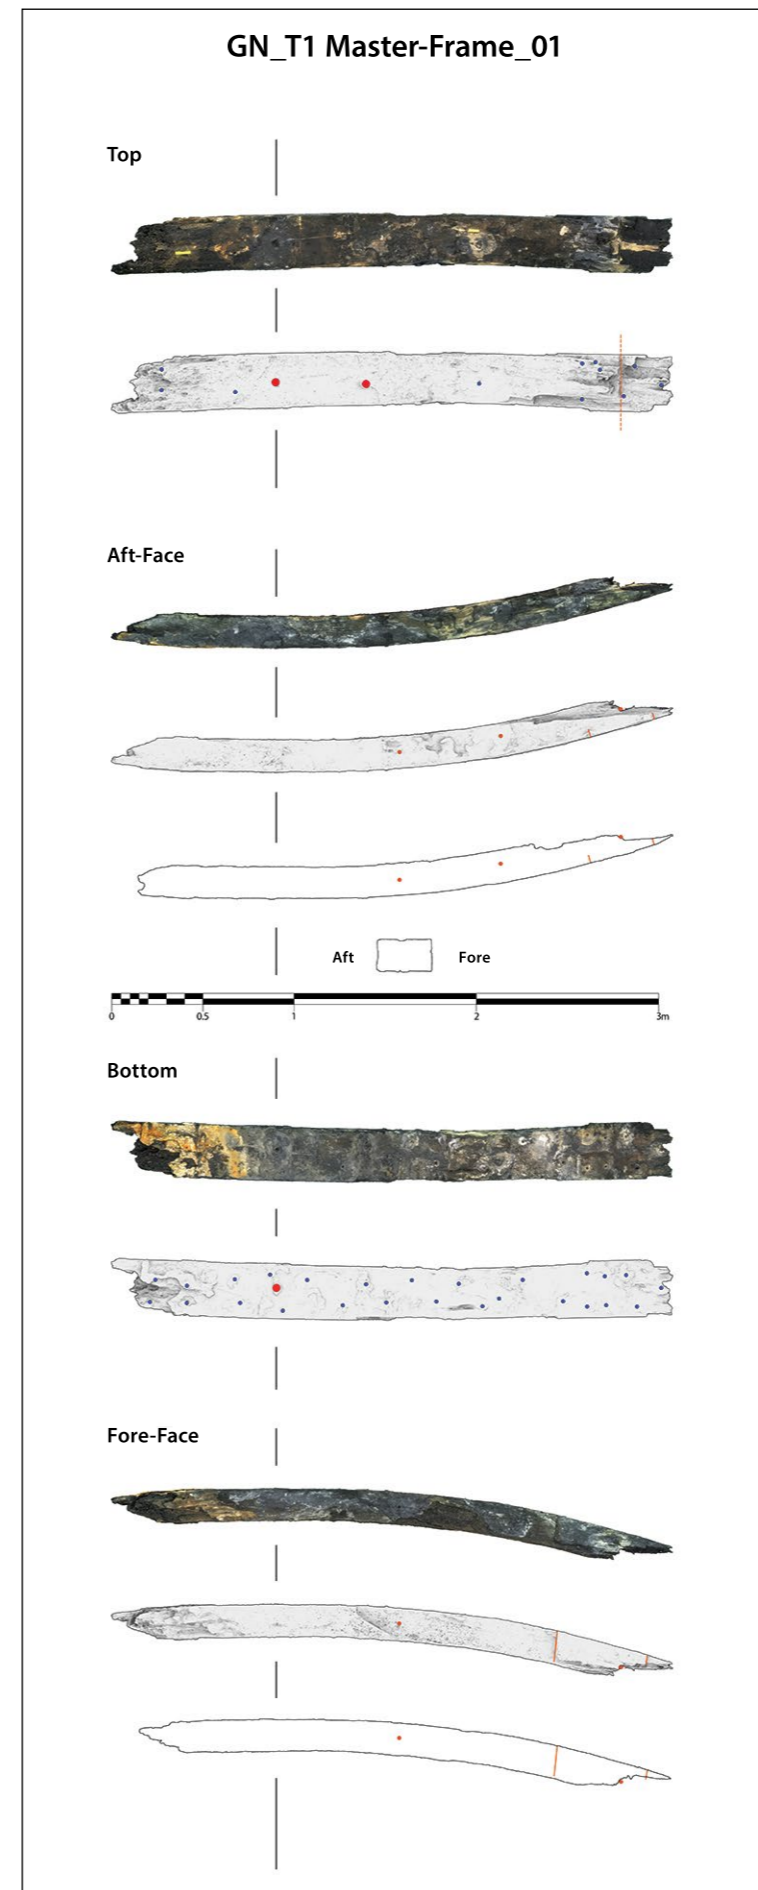 GN_T1 Master-Frame_01
Top
Aft-Face
Aft Fore
0 0.5 1 2 3m
Bottom
Fore-Face